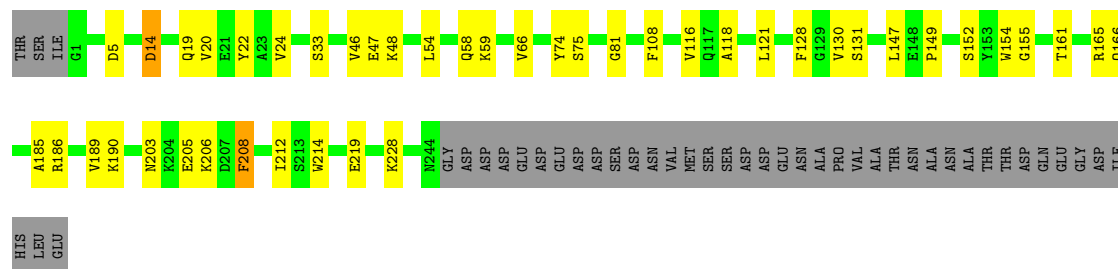 THR SER ILE G1 D5 D14 Q19 V20 E21 Y22 A23 V24 S33 V46 E47 K48 L54 Q58 K59 V66 Y74 S75 G81 F108 V116 Q117 A118 L121 F128 G129 V130 S131 L147 E148 P149 S152 Y153 W154 G155 T161 R165 Q166
A185 R186 V189 K190 N203 K204 E205 K206 D207 F208 I212 S213 W214 E219 K228 N244 GLY ASP ASP ASP GLU ASP GLU ASP ASP SER ASP ASN VAL MET SER SER ASP ASP GLU ASN ALA PRO VAL ALA THR ASN ALA ASN ALA THR THR ASP GLN GLU GLY ASP ILE
HIS LEU GLU